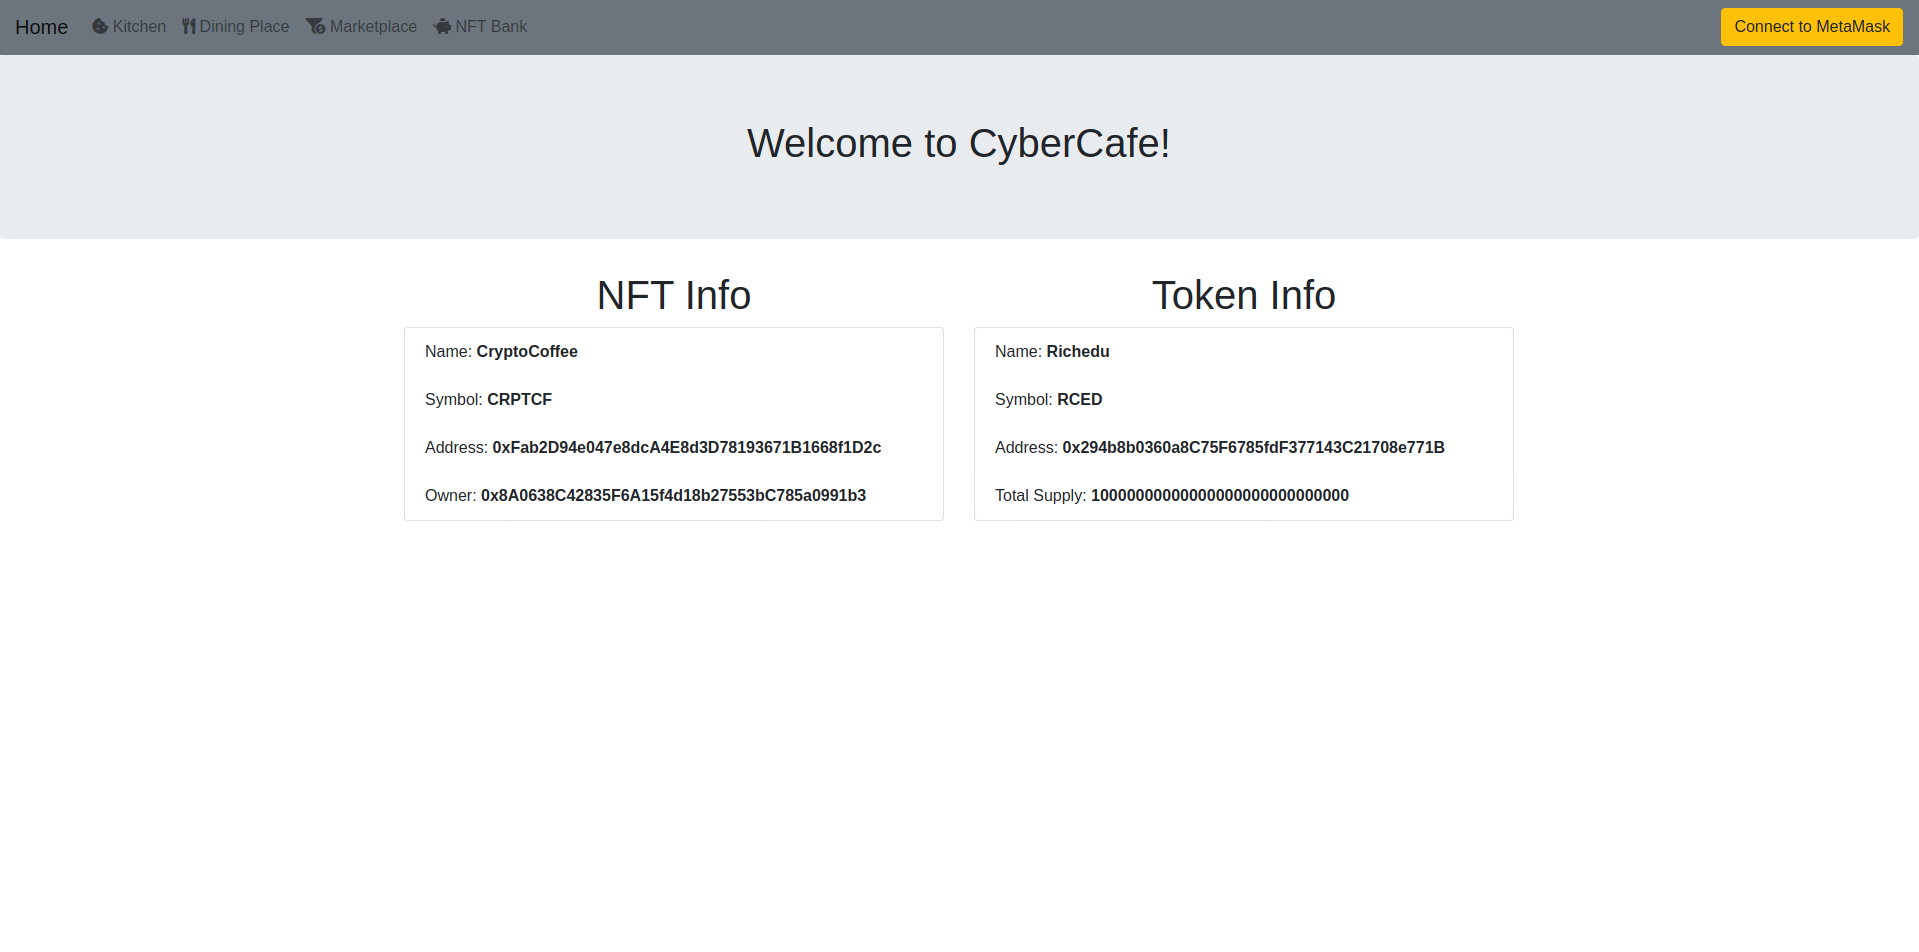 Home Kitchen Dining Place Marketplace NFT Bank Connect to MetaMask
Welcome to CyberCafe!
NFT Info
Name: CryptoCoffee
Symbol: CRPTCF
Address: 0xFab2D94e047e8dcA4E8d3D78193671B1668f1D2c
Owner: 0x8A0638C42835F6A15f4d18b27553bC785a0991b3
Token Info
Name: Richedu
Symbol: RCED
Address: 0x294b8b0360a8C75F6785fdF377143C21708e771B
Total Supply: 10000000000000000000000000000